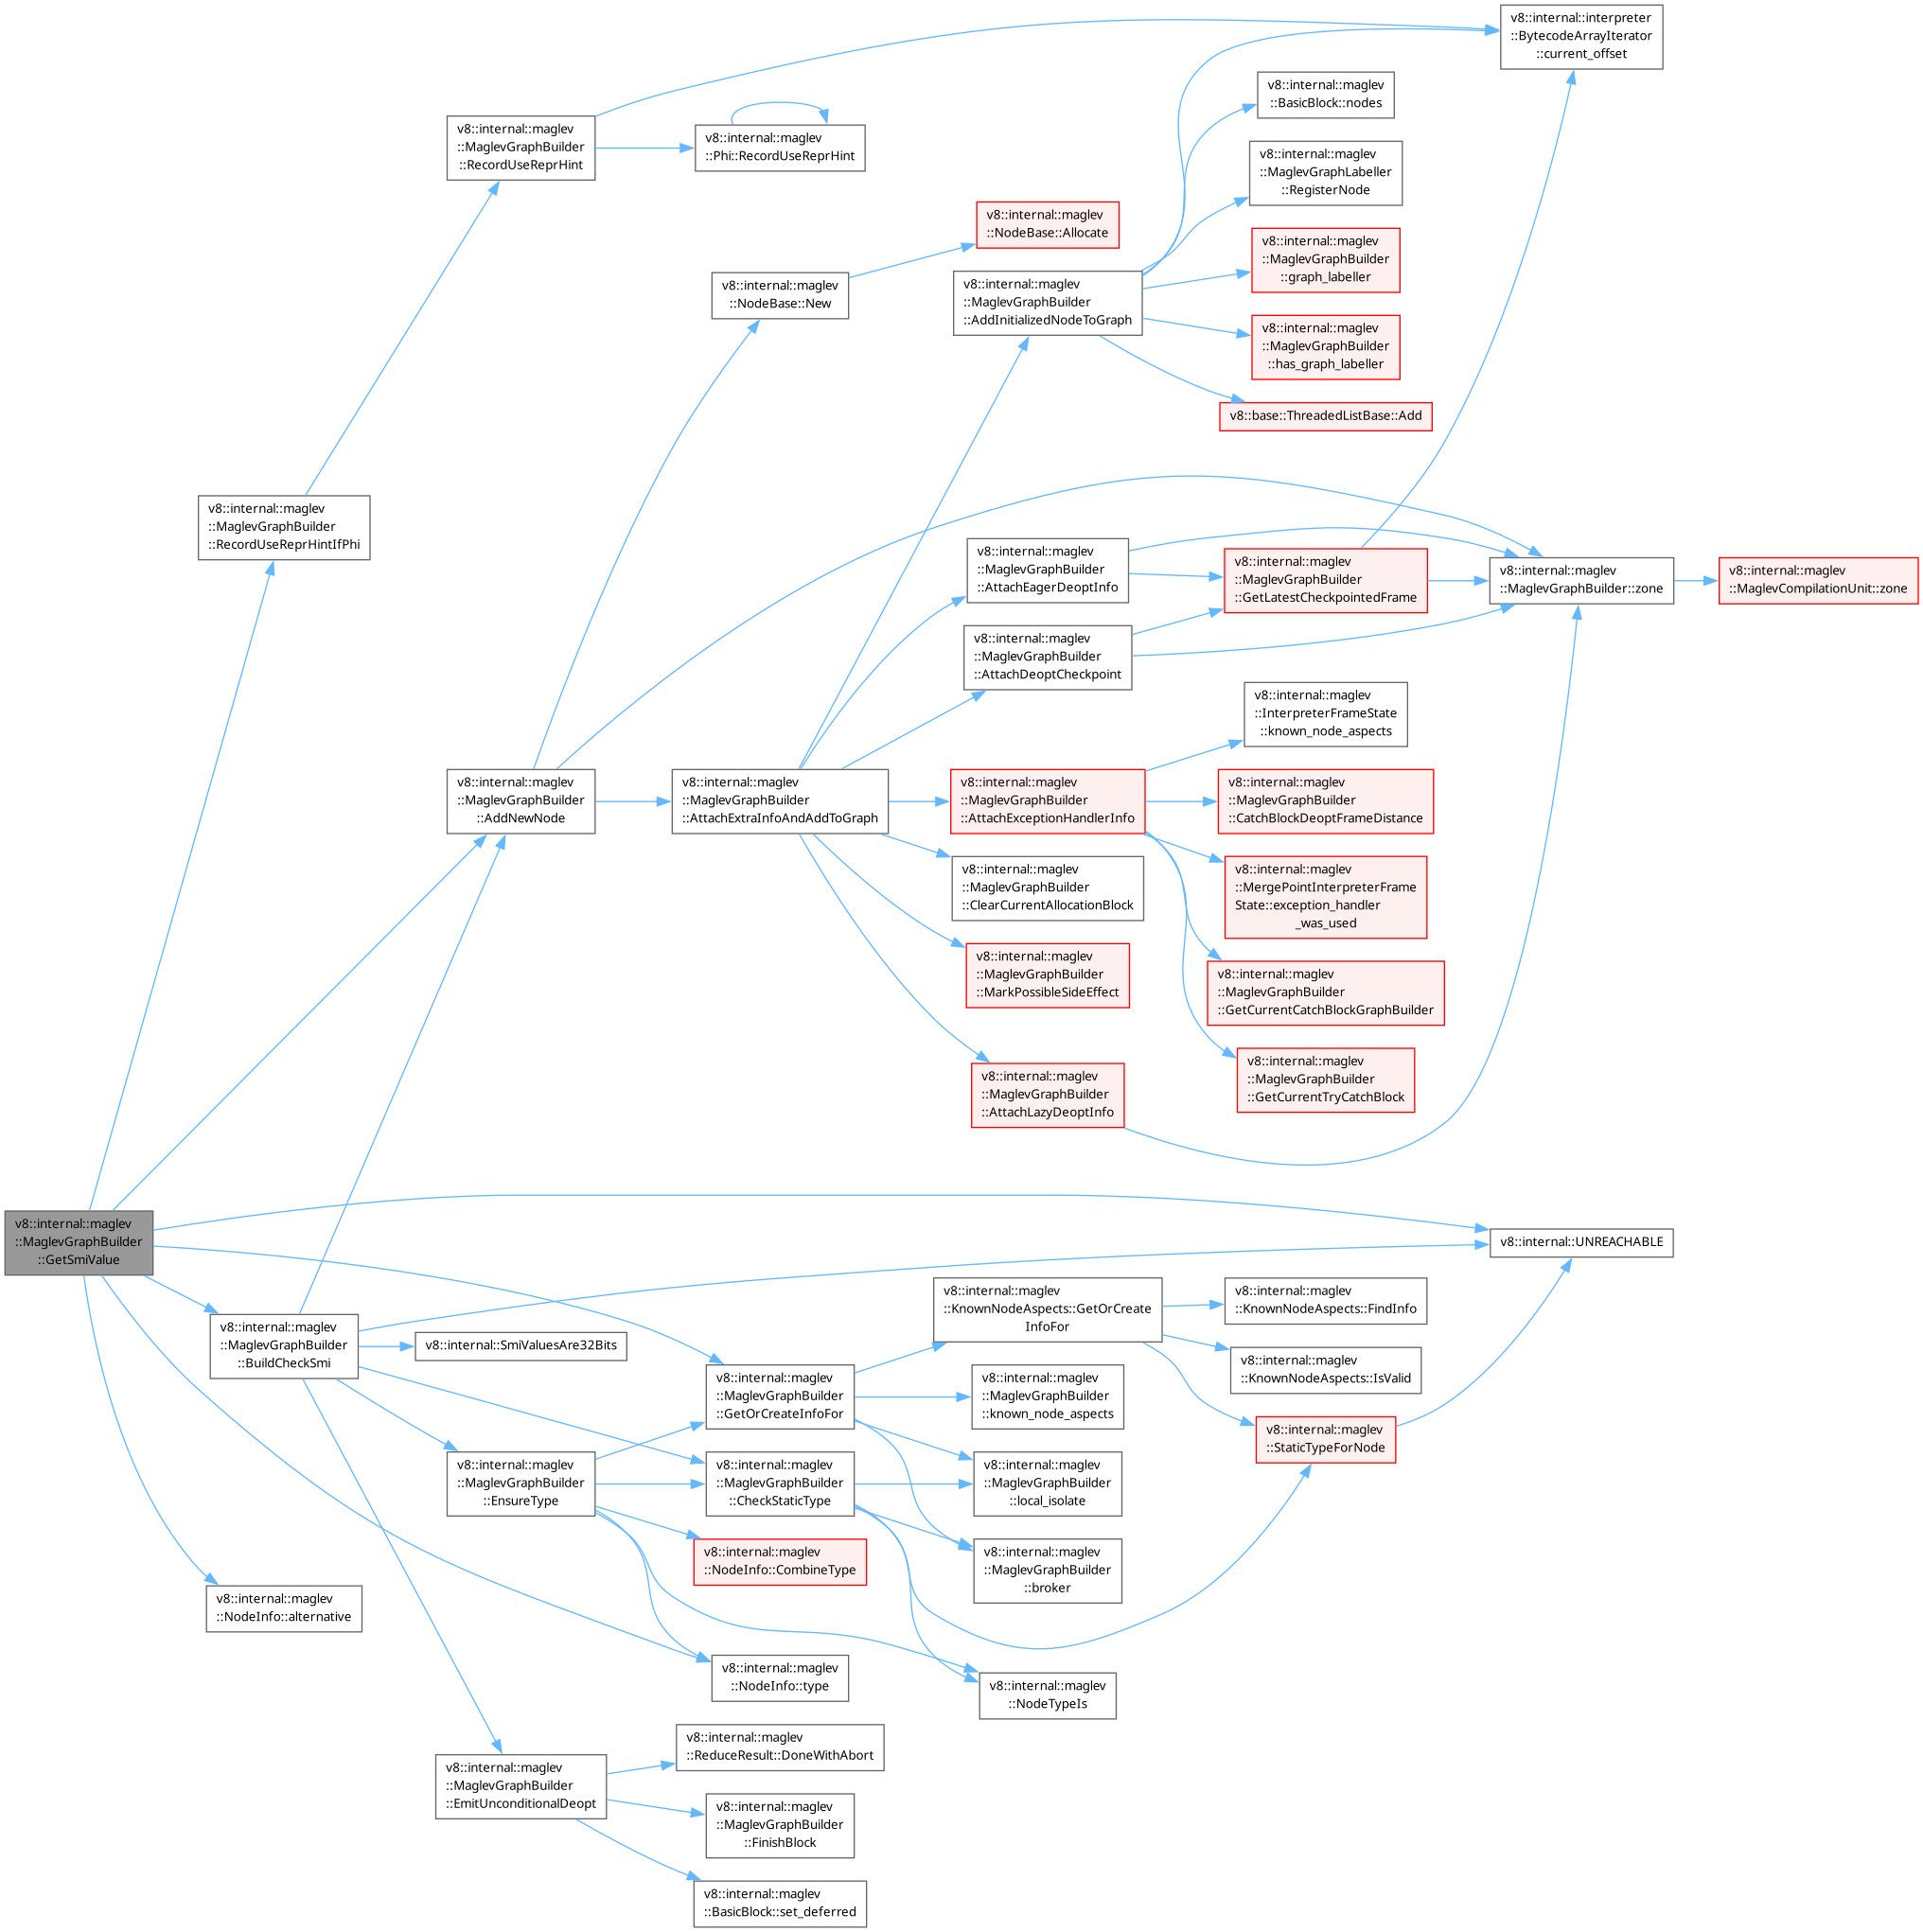 v8::internal::interpreter
::BytecodeArrayIterator
::current_offset
v8::internal::maglev
::BasicBlock::nodes
v8::internal::maglev
::MaglevGraphBuilder
::RecordUseReprHint
v8::internal::maglev
::Phi::RecordUseReprHint
v8::internal::maglev
::MaglevGraphLabeller
::RegisterNode
v8::internal::maglev
::NodeBase::Allocate
v8::internal::maglev
::MaglevGraphBuilder
::graph_labeller
v8::internal::maglev
::NodeBase::New
v8::internal::maglev
::MaglevGraphBuilder
::AddInitializedNodeToGraph
v8::internal::maglev
::MaglevGraphBuilder
::has_graph_labeller
v8::base::ThreadedListBase::Add
v8::internal::maglev
::MaglevGraphBuilder
::RecordUseReprHintIfPhi
v8::internal::maglev
::MaglevGraphBuilder
::AttachEagerDeoptInfo
v8::internal::maglev
::MaglevGraphBuilder
::GetLatestCheckpointedFrame
v8::internal::maglev
::MaglevGraphBuilder::zone
v8::internal::maglev
::MaglevCompilationUnit::zone
v8::internal::maglev
::MaglevGraphBuilder
::AttachDeoptCheckpoint
v8::internal::maglev
::InterpreterFrameState
::known_node_aspects
v8::internal::maglev
::MaglevGraphBuilder
::AddNewNode
v8::internal::maglev
::MaglevGraphBuilder
::AttachExtraInfoAndAddToGraph
v8::internal::maglev
::MaglevGraphBuilder
::AttachExceptionHandlerInfo
v8::internal::maglev
::MaglevGraphBuilder
::CatchBlockDeoptFrameDistance
v8::internal::maglev
::MaglevGraphBuilder
::ClearCurrentAllocationBlock
v8::internal::maglev
::MergePointInterpreterFrame
State::exception_handler
_was_used
v8::internal::maglev
::MaglevGraphBuilder
::MarkPossibleSideEffect
v8::internal::maglev
::MaglevGraphBuilder
::GetCurrentCatchBlockGraphBuilder
v8::internal::maglev
::MaglevGraphBuilder
::AttachLazyDeoptInfo
v8::internal::maglev
::MaglevGraphBuilder
::GetCurrentTryCatchBlock
v8::internal::maglev
::MaglevGraphBuilder
::GetSmiValue
v8::internal::UNREACHABLE
v8::internal::maglev
::MaglevGraphBuilder
::BuildCheckSmi
v8::internal::SmiValuesAre32Bits
v8::internal::maglev
::KnownNodeAspects::GetOrCreate
InfoFor
v8::internal::maglev
::KnownNodeAspects::FindInfo
v8::internal::maglev
::MaglevGraphBuilder
::GetOrCreateInfoFor
v8::internal::maglev
::MaglevGraphBuilder
::known_node_aspects
v8::internal::maglev
::KnownNodeAspects::IsValid
v8::internal::maglev
::StaticTypeForNode
v8::internal::maglev
::MaglevGraphBuilder
::EnsureType
v8::internal::maglev
::MaglevGraphBuilder
::CheckStaticType
v8::internal::maglev
::MaglevGraphBuilder
::local_isolate
v8::internal::maglev
::NodeInfo::CombineType
v8::internal::maglev
::MaglevGraphBuilder
::broker
v8::internal::maglev
::NodeInfo::alternative
v8::internal::maglev
::NodeInfo::type
v8::internal::maglev
::NodeTypeIs
v8::internal::maglev
::MaglevGraphBuilder
::EmitUnconditionalDeopt
v8::internal::maglev
::ReduceResult::DoneWithAbort
v8::internal::maglev
::MaglevGraphBuilder
::FinishBlock
v8::internal::maglev
::BasicBlock::set_deferred